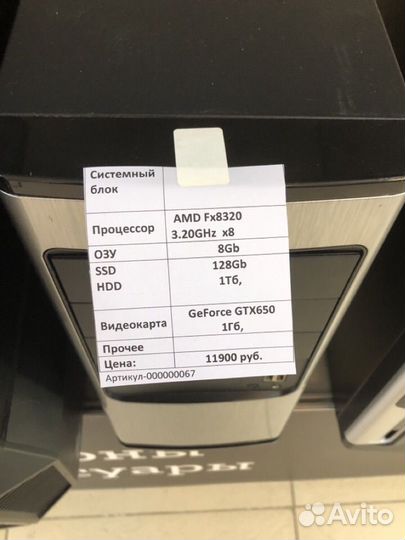 Системный
блок
Процессор
AMD Fx8320
3.20GHz x8
ОЗУ
8Gb
SSD
128Gb
HDD
1Тб,
Видеокарта
GeForce GTX650
1Гб,
Прочее
Цена:
11900 руб.
Артикул-000000067
Avito